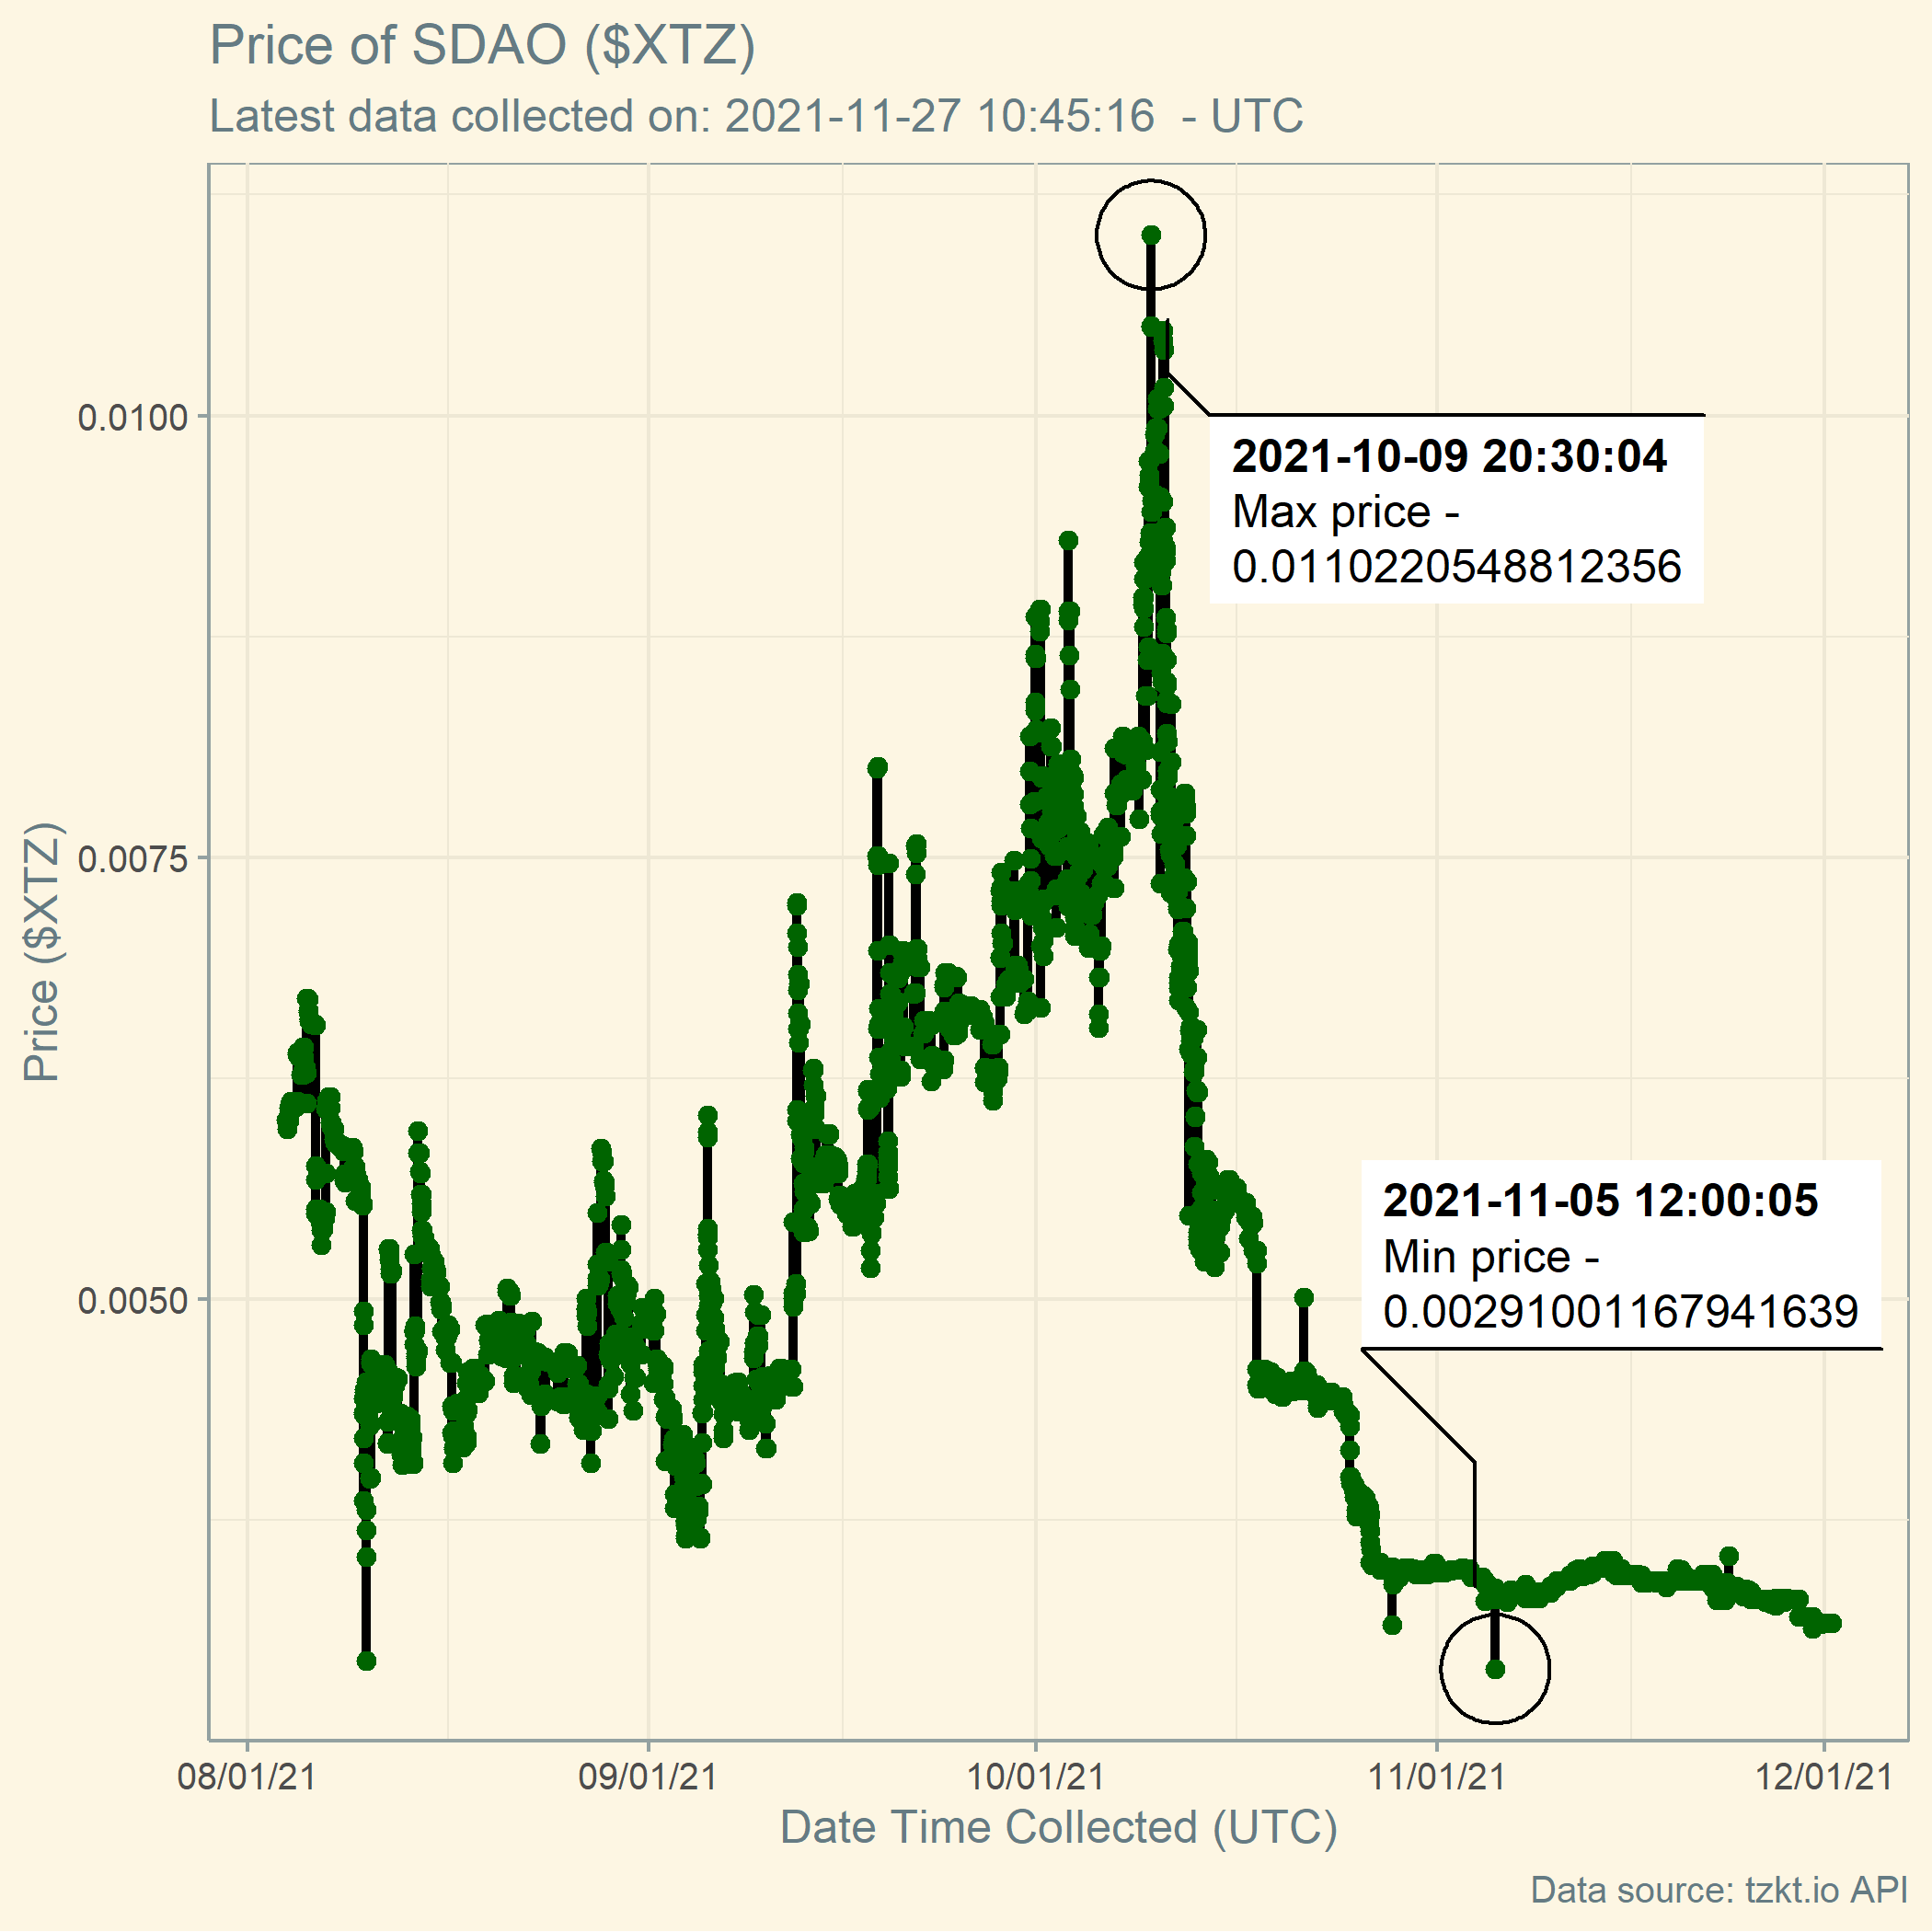 Price of SDAO ($XTZ)
Latest data collected on: 2021-11-27 10:45:16  - UTC
Price ($XTZ)
0.0100
0.0075
0.0050
2021-10-09 20:30:04
Max price -
0.0110220548812356
2021-11-05 12:00:05
Min price -
0.00291001167941639
08/01/21
09/01/21
10/01/21
11/01/21
12/01/21
Date Time Collected (UTC)
Data source: tzkt.io API